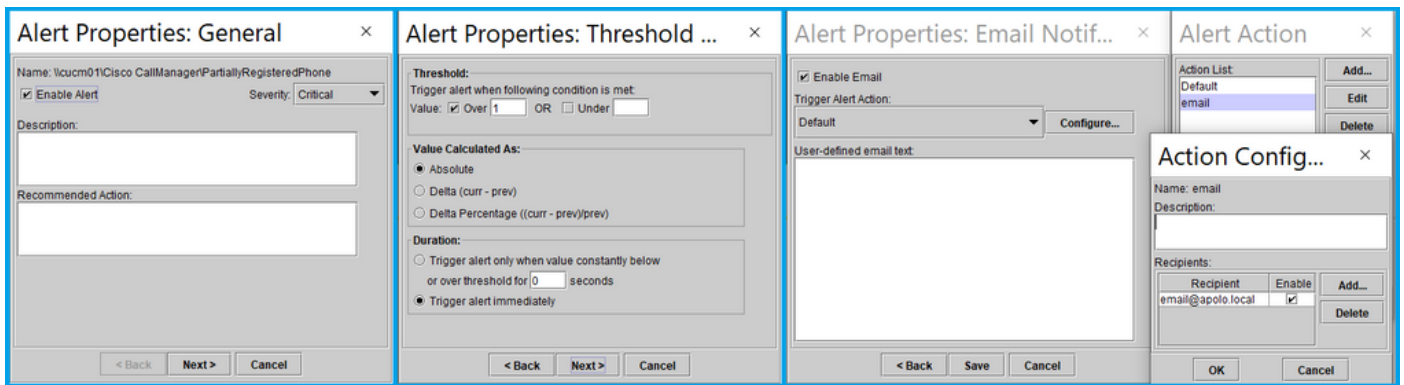 Alert Properties: General ×
Name: \\cucm01\Cisco CallManager\PartiallyRegisteredPhone
Enable Alert Severity: Critical
Description:
Recommended Action:
< Back Next > Cancel
Alert Properties: Threshold ... ×
Threshold:
Trigger alert when following condition is met:
Value: Over 1 OR Under
Value Calculated As:
Absolute
Delta (curr - prev)
Delta Percentage ((curr - prev)/prev)
Duration:
Trigger alert only when value constantly below
or over threshold for 0 seconds
Trigger alert immediately
< Back Next > Cancel
Alert Properties: Email Notif... ×
Enable Email
Trigger Alert Action:
Default Configure...
User-defined email text:
< Back Save Cancel
Alert Action ×
Action List:
Default
email
Add...
Edit
Delete
Action Config... ×
Name: email
Description:
Recipients:
Recipient Enable
email@apolo.local
Add...
Delete
OK Cancel